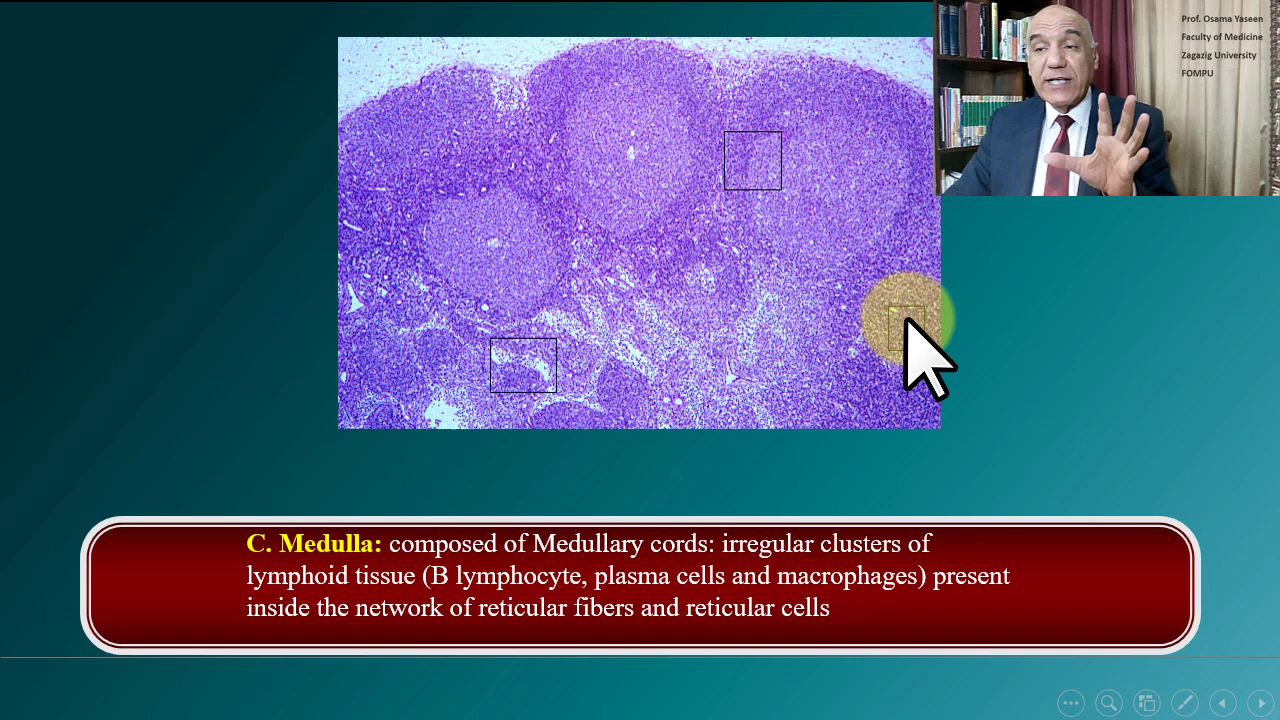 Prof. Osama Yaseen
Faculty of Medicine
Zagazig University
FOMPU
C. Medulla: composed of Medullary cords: irregular clusters of
lymphoid tissue (B lymphocyte, plasma cells and macrophages) present
inside the network of reticular fibers and reticular cells